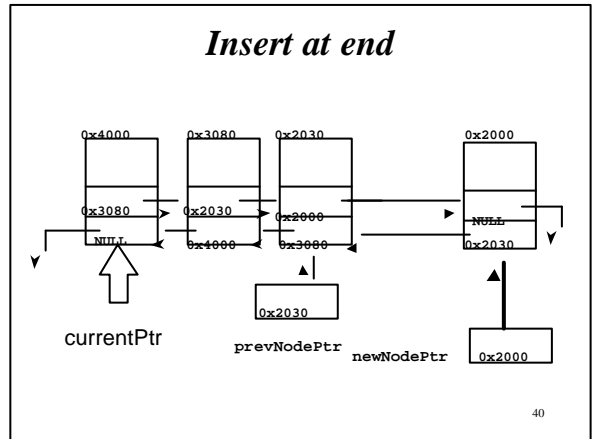 Insert at end
0x4000 0x3080 0x2030 0x2000
0x3080 0x2030 0x2000 NULL
NULL 0x4000 0x3080 0x2030
0x2030
currentPtr
prevNodePtr
newNodePtr
0x2000
40